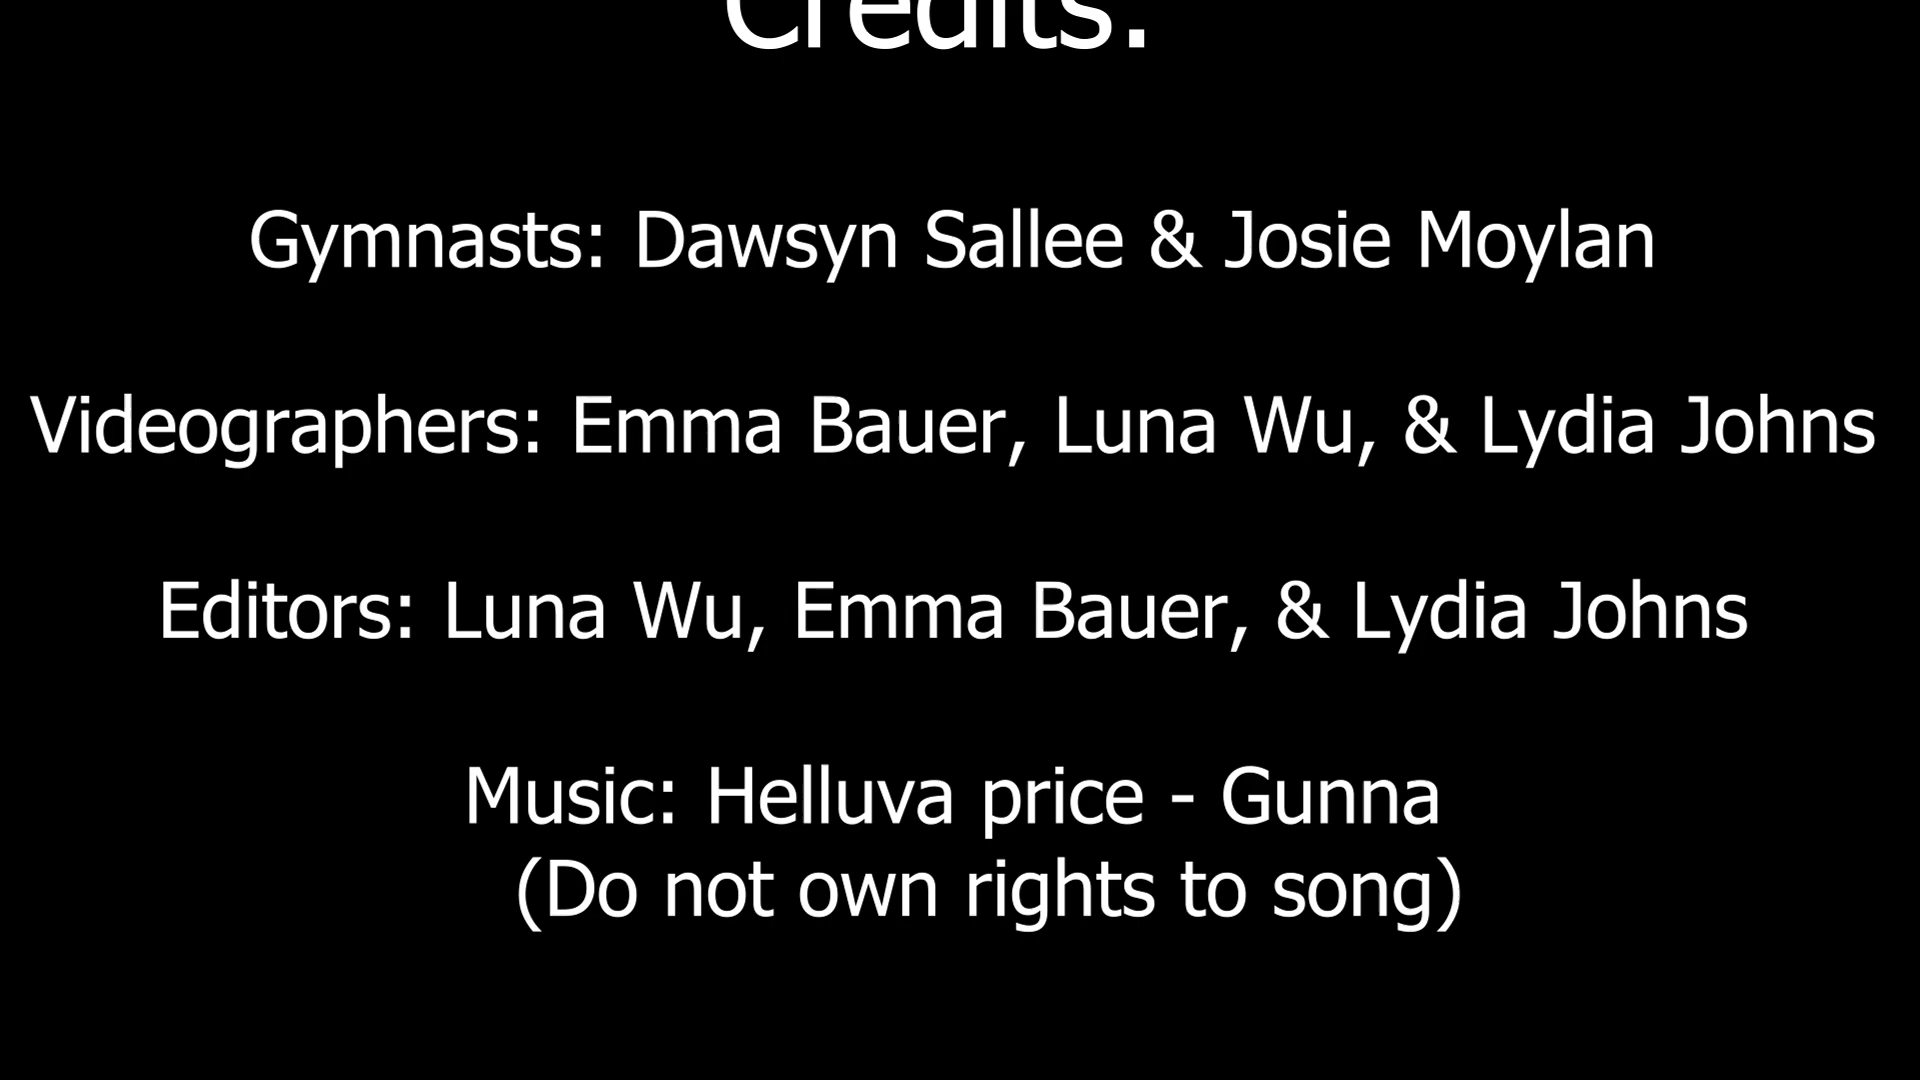 Credits:
Gymnasts: Dawsyn Sallee & Josie Moylan
Videographers: Emma Bauer, Luna Wu, & Lydia Johns
Editors: Luna Wu, Emma Bauer, & Lydia Johns
Music: Helluva price - Gunna
(Do not own rights to song)